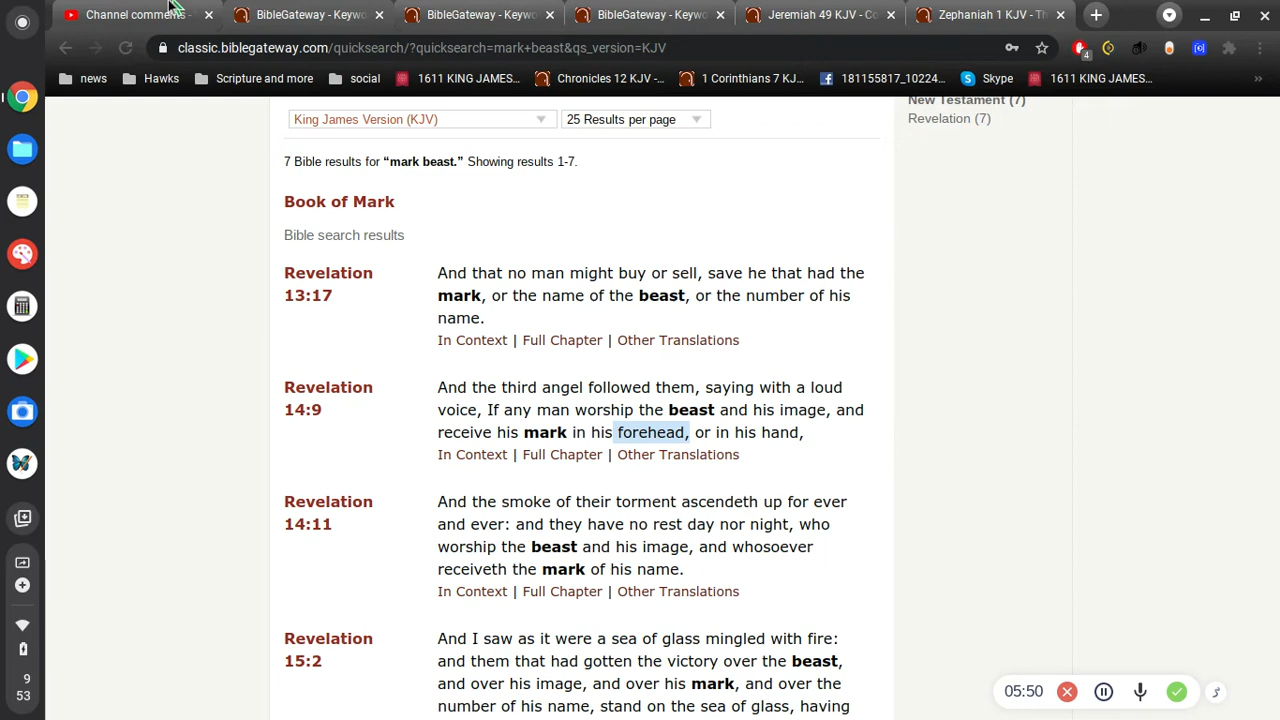 Channel comments -
BibleGateway - Keywo
BibleGateway - Keywo
BibleGateway - Keywo
Jeremiah 49 KJV - Co
Zephaniah 1 KJV - Th
classic.biblegateway.com/quicksearch/?quicksearch=mark+beast&qs_version=KJV
4
news
Hawks
Scripture and more
social
1611 KING JAMES...
Chronicles 12 KJV -...
1 Corinthians 7 KJ...
181155817_10224...
Skype
1611 KING JAMES...
»
King James Version (KJV)
25 Results per page
New Testament (7)
Revelation (7)
7 Bible results for “mark beast.” Showing results 1-7.
Book of Mark
Bible search results
Revelation
13:17
And that no man might buy or sell, save he that had the
mark, or the name of the beast, or the number of his
name.
In Context | Full Chapter | Other Translations
Revelation
14:9
And the third angel followed them, saying with a loud
voice, If any man worship the beast and his image, and
receive his mark in his forehead, or in his hand,
In Context | Full Chapter | Other Translations
Revelation
14:11
And the smoke of their torment ascendeth up for ever
and ever: and they have no rest day nor night, who
worship the beast and his image, and whosoever
receiveth the mark of his name.
In Context | Full Chapter | Other Translations
Revelation
15:2
And I saw as it were a sea of glass mingled with fire:
and them that had gotten the victory over the beast,
and over his image, and over his mark, and over the
number of his name, stand on the sea of glass, having
9
53
05:50